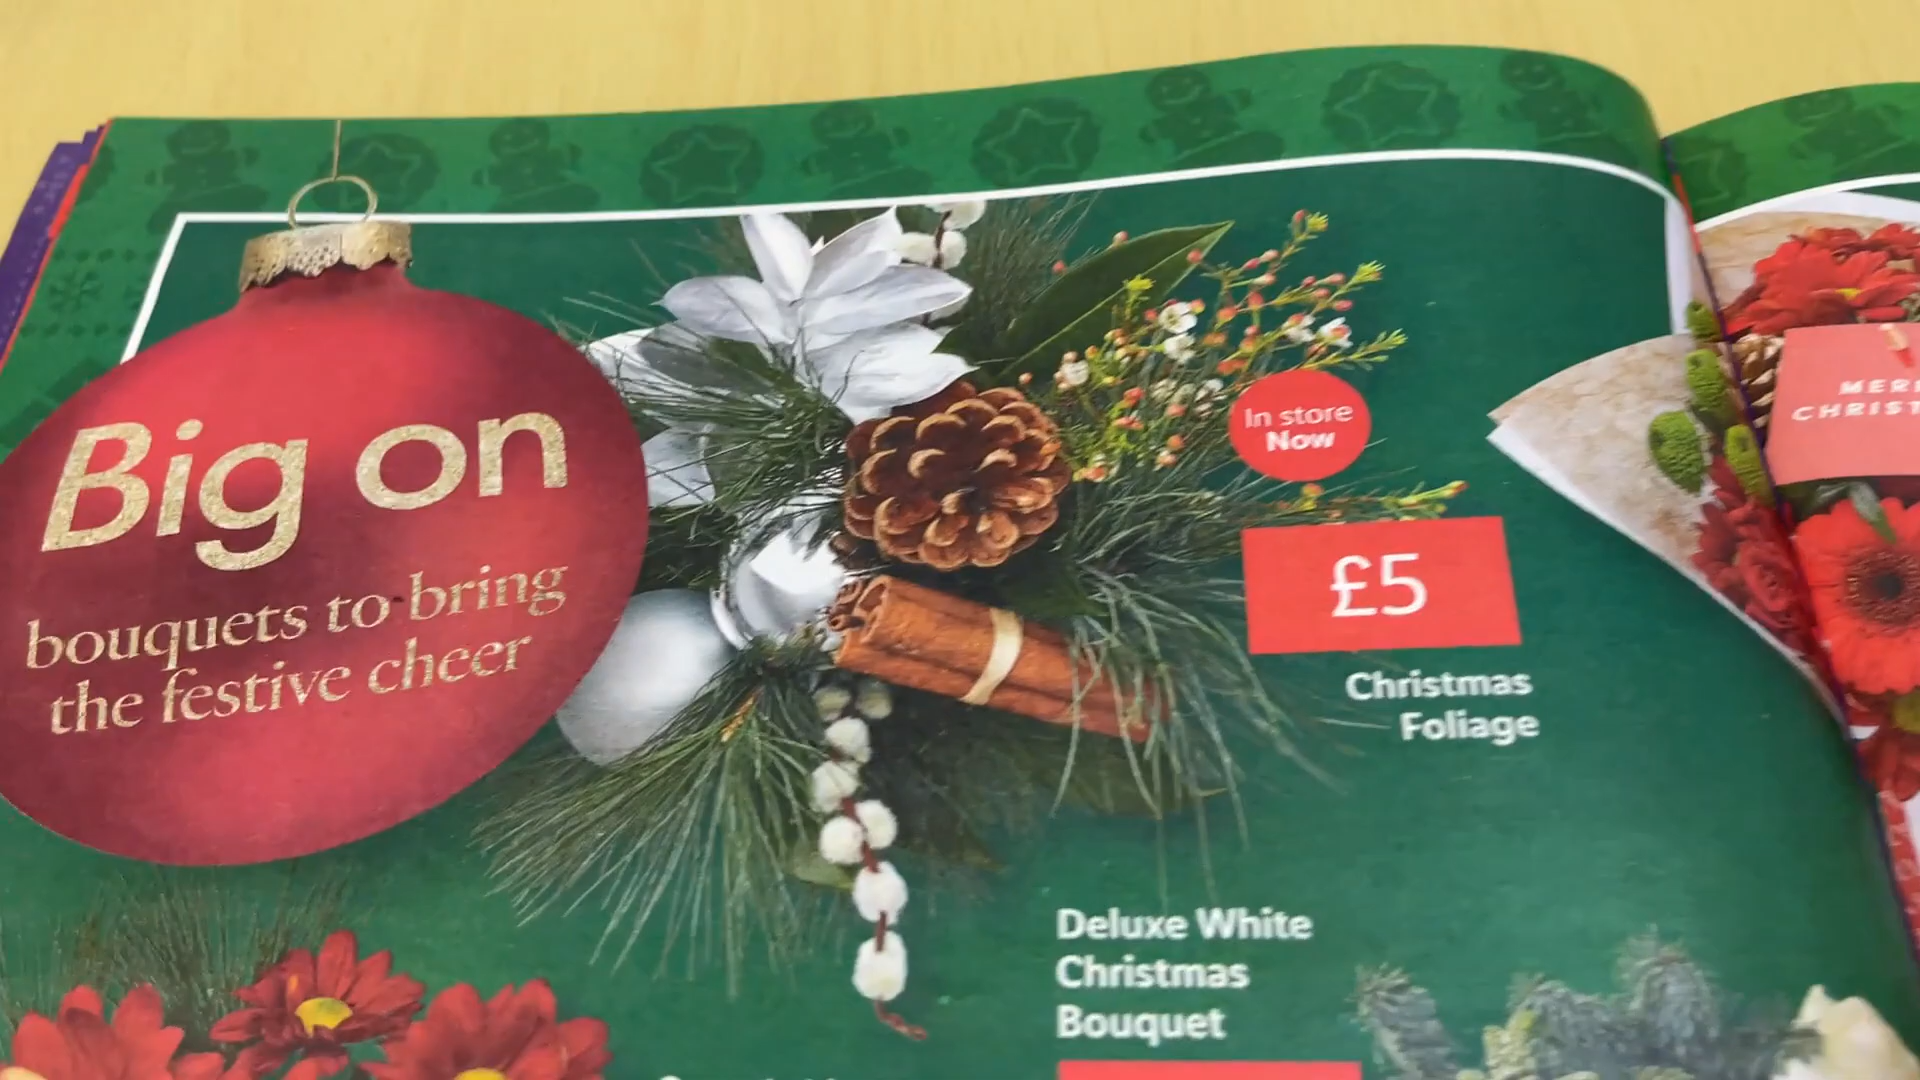 Big on
bouquets to bring
the festive cheer
In store
Now
£5
Christmas
Foliage
Deluxe White
Christmas
Bouquet